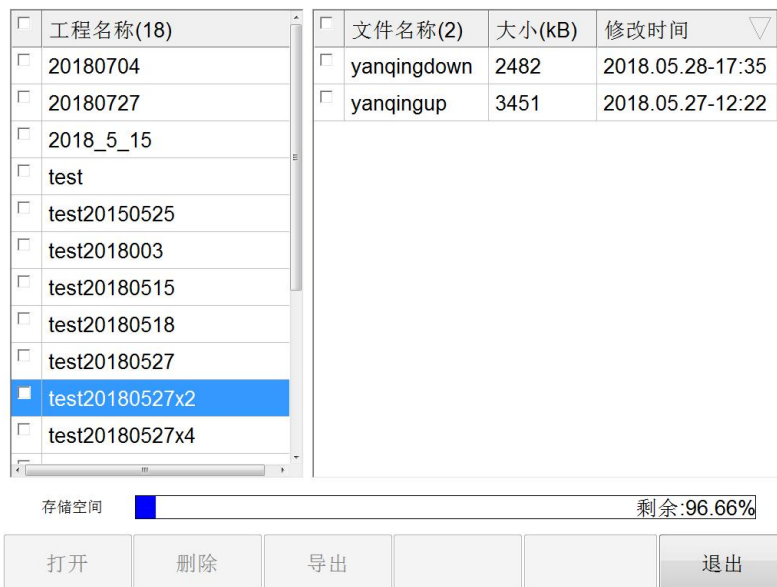 工程名称(18)
20180704
20180727
2018_5_15
test
test20150525
test2018003
test20180515
test20180518
test20180527
test20180527x2
test20180527x4
文件名称(2) 大小(kB) 修改时间
yanqingdown 2482 2018.05.28-17:35
yanqingup 3451 2018.05.27-12:22
存储空间 剩余:96.66%
打开 删除 导出 退出